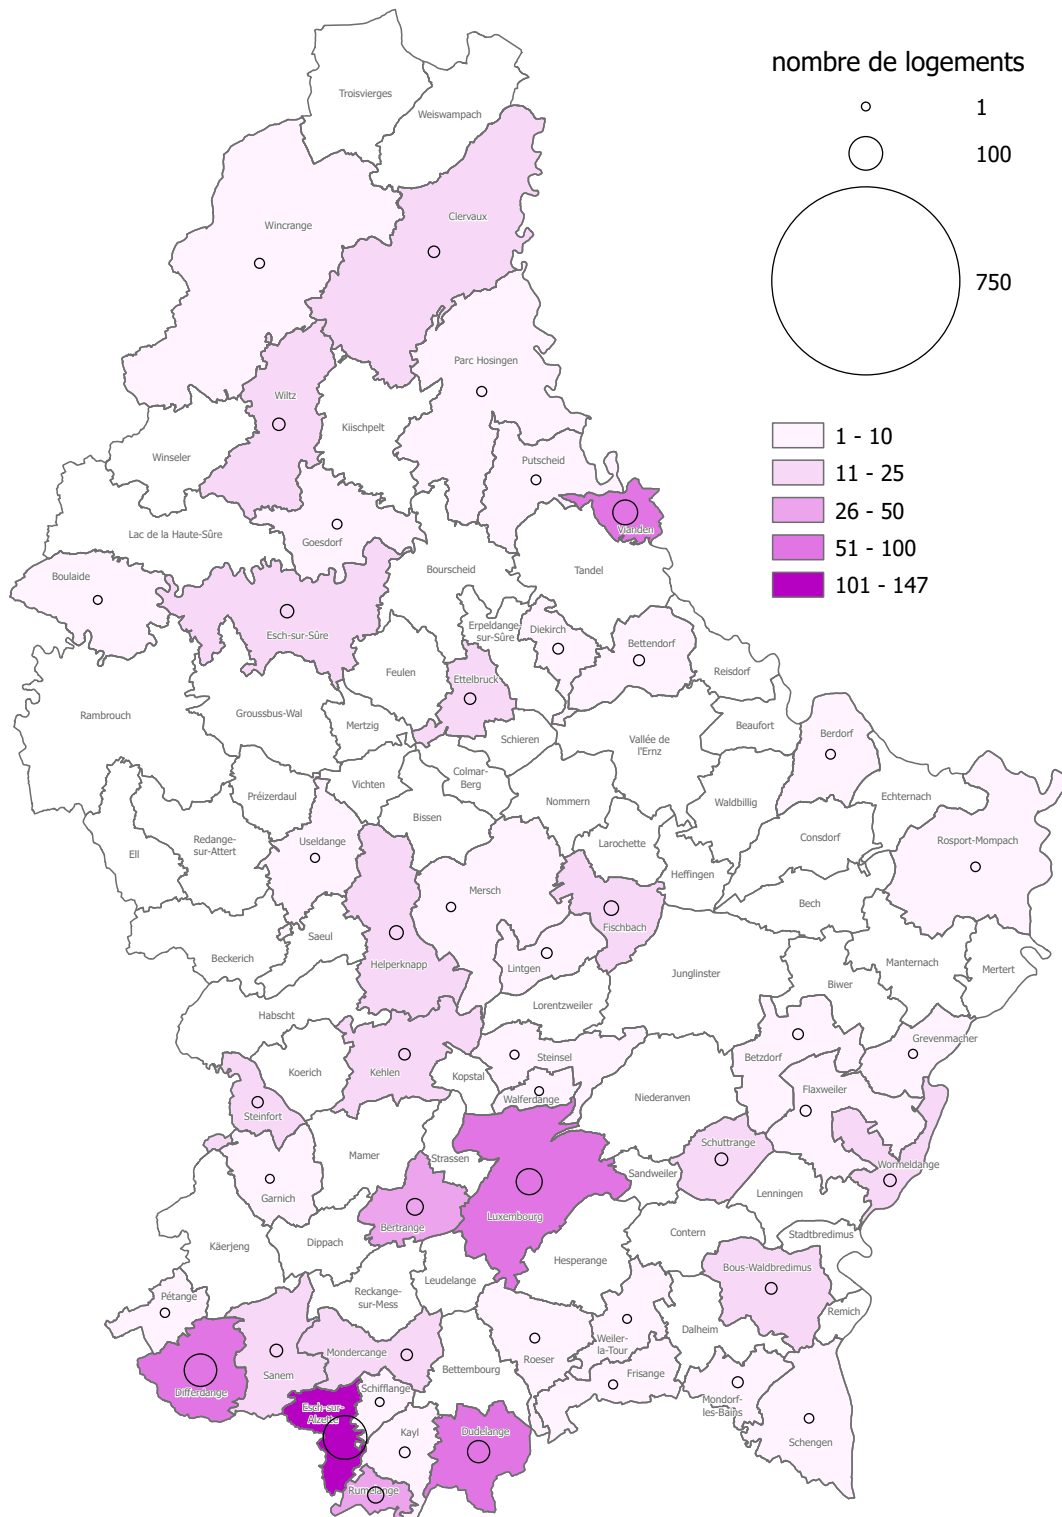 nombre de logements
1
100
750
1 - 10
11 - 25
26 - 50
51 - 100
101 - 147
Troisvierges
Weiswampach
Clervaux
Wincrange
Parc Hosingen
Wiltz
Kiischpelt
Winseler
Putscheid
Vianden
Lac de la Haute-Sûre
Goesdorf
Bourscheid
Tandel
Boulaide
Esch-sur-Sûre
Erpeldange-
sur-Sûre
Diekirch
Bettendorf
Feulen
Ettelbruck
Reisdorf
Rambrouch
Groussbus-Wal
Mertzig
Schieren
Vallée de
l'Ernz
Beaufort
Berdorf
Colmar-
Berg
Vichten
Préizerdaul
Nommern
Waldbillig
Echternach
Bissen
Ell
Redange-
sur-Attert
Useldange
Larochette
Consdorf
Rosport-Mompach
Heffingen
Mersch
Bech
Fischbach
Saeul
Beckerich
Helperknapp
Lintgen
Junglinster
Manternach
Mertert
Biwer
Lorentzweiler
Habscht
Koerich
Kehlen
Kopstal
Steinsel
Betzdorf
Grevenmacher
Walferdange
Niederanven
Flaxweiler
Steinfort
Mamer
Strassen
Schuttrange
Sandweiler
Wormeldange
Garnich
Lenningen
Bertrange
Luxembourg
Contern
Stadtbredimus
Käerjeng
Dippach
Hesperange
Leudelange
Bous-Waldbredimus
Reckange-
sur-Mess
Pétange
Remich
Dalheim
Weiler-
la-Tour
Mondercange
Roeser
Bettembourg
Sanem
Frisange
Differdange
Schifflange
Mondorf-
les-Bains
Esch-sur-
Alzette
Kayl
Dudelange
Schengen
Rumelange